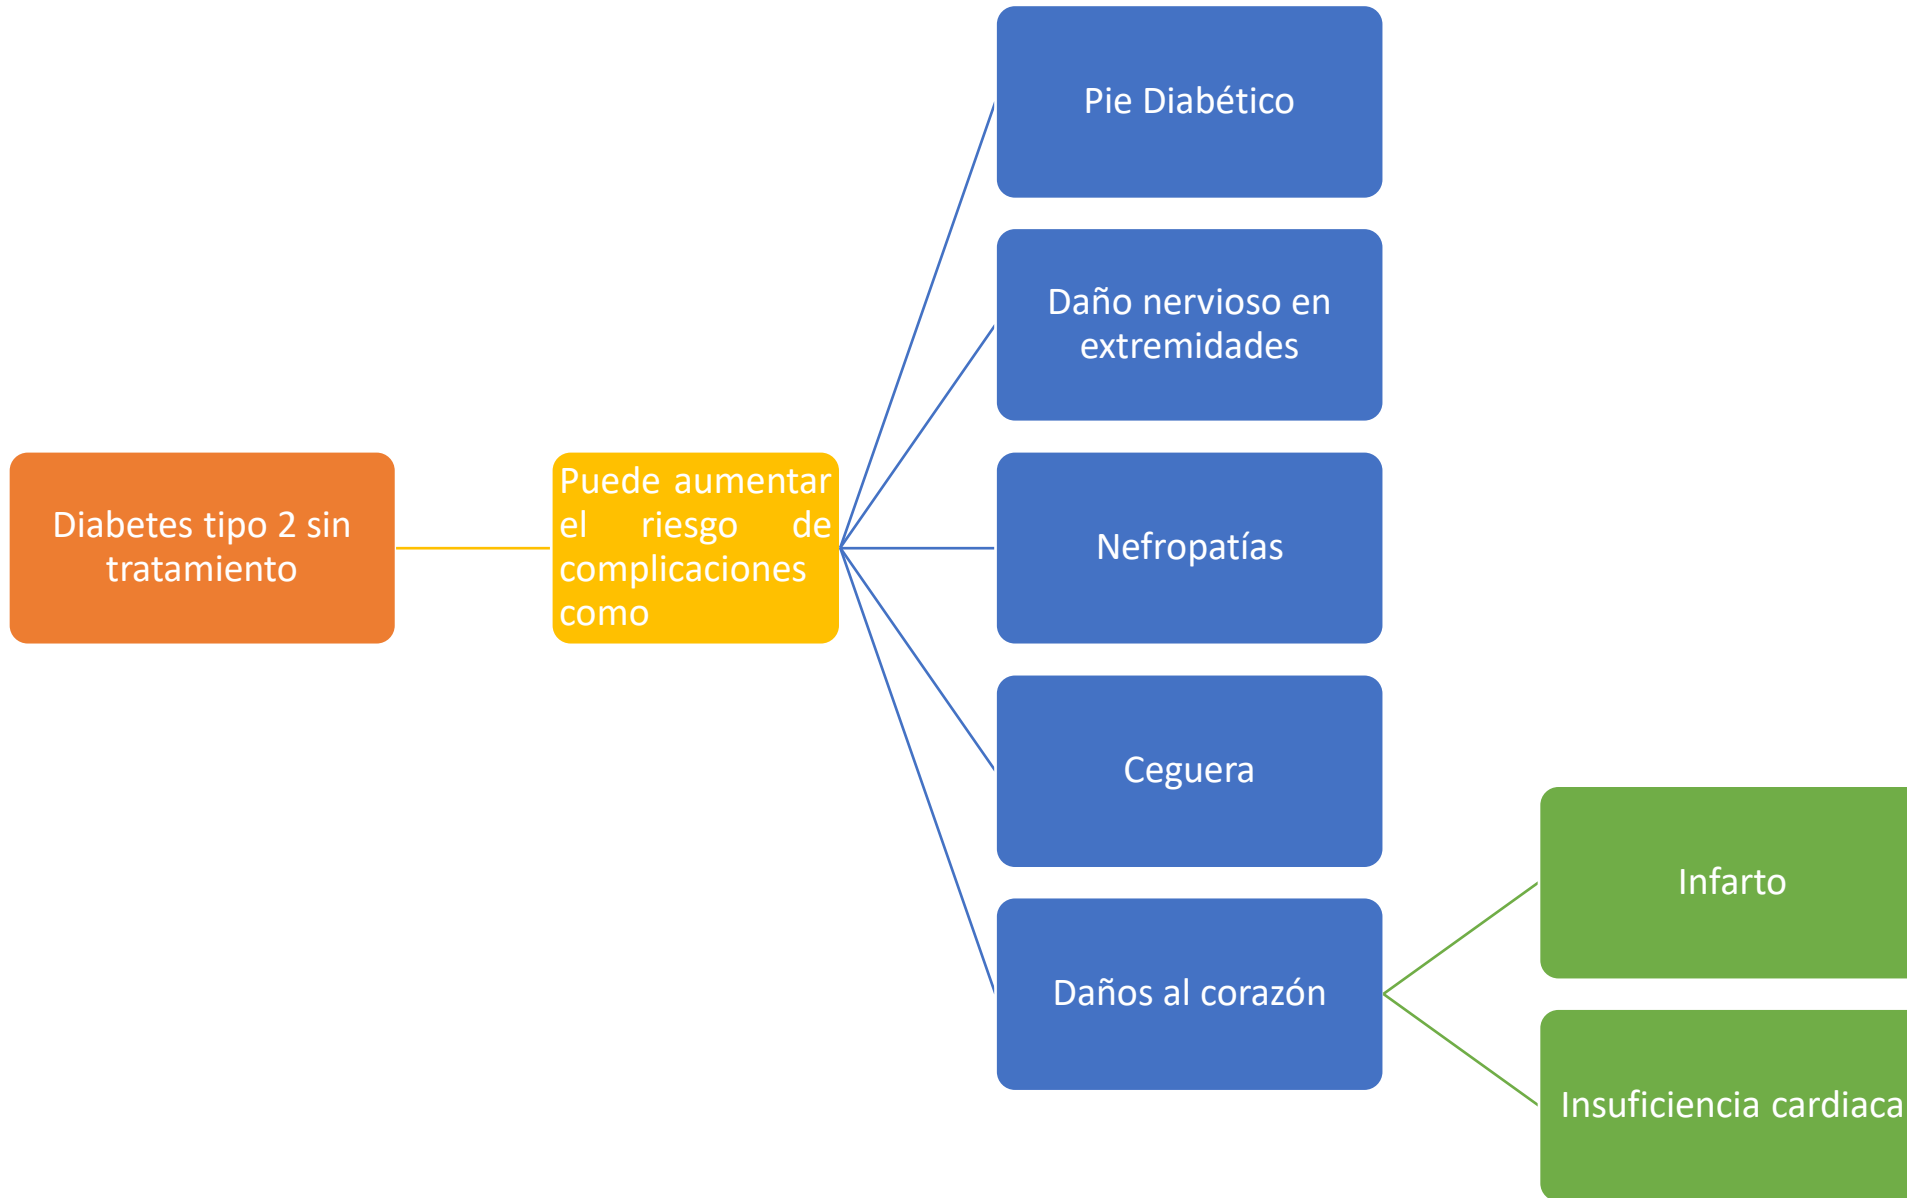 Diabetes tipo 2 sin
tratamiento
Puede aumentar
el riesgo de
complicaciones
como
Pie Diabético
Daño nervioso en
extremidades
Nefropatías
Ceguera
Daños al corazón
Infarto
Insuficiencia cardiaca